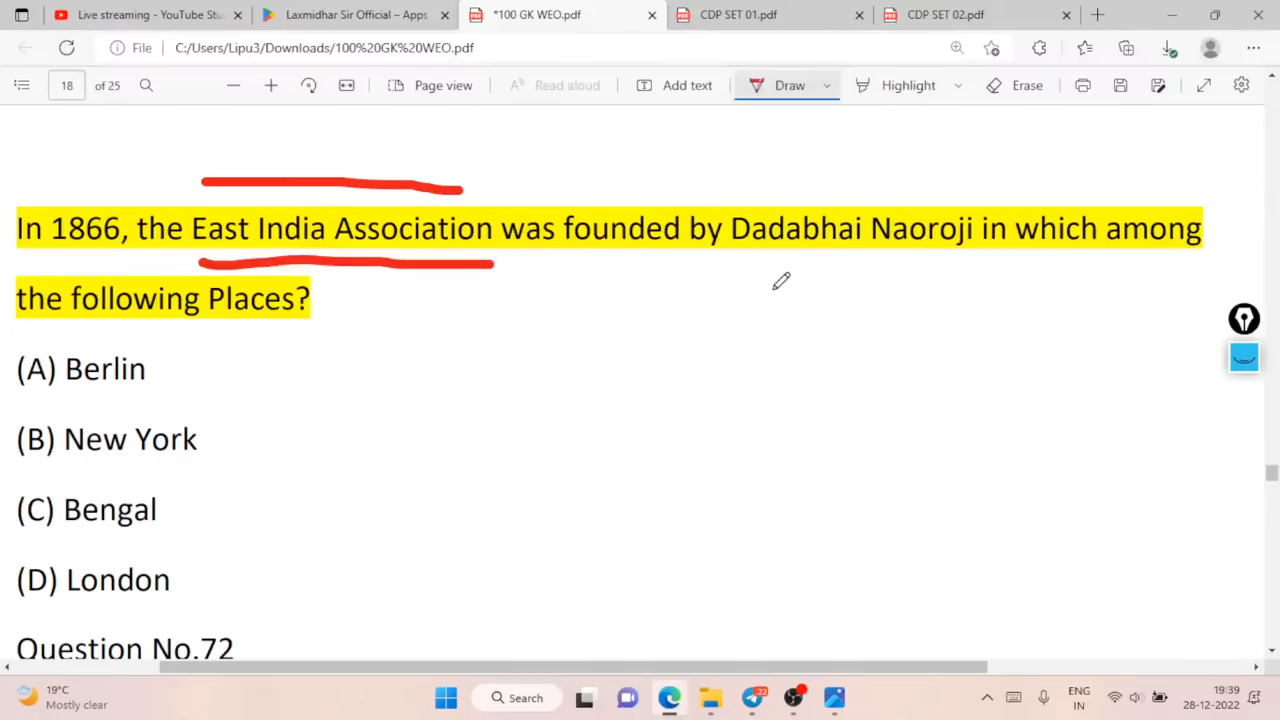 Live streaming - YouTube Stu
Laxmidhar Sir Official – Apps
*100 GK WEO.pdf
CDP SET 01.pdf
CDP SET 02.pdf
File
C:/Users/Lipu3/Downloads/100%20GK%20WEO.pdf
18 of 25
Page view
Read aloud
Add text
Draw
Highlight
Erase
In 1866, the East India Association was founded by Dadabhai Naoroji in which among
the following Places?
(A) Berlin
(B) New York
(C) Bengal
(D) London
Question No.72
19°C
Mostly clear
Search
22
ENG
IN
19:39
28-12-2022